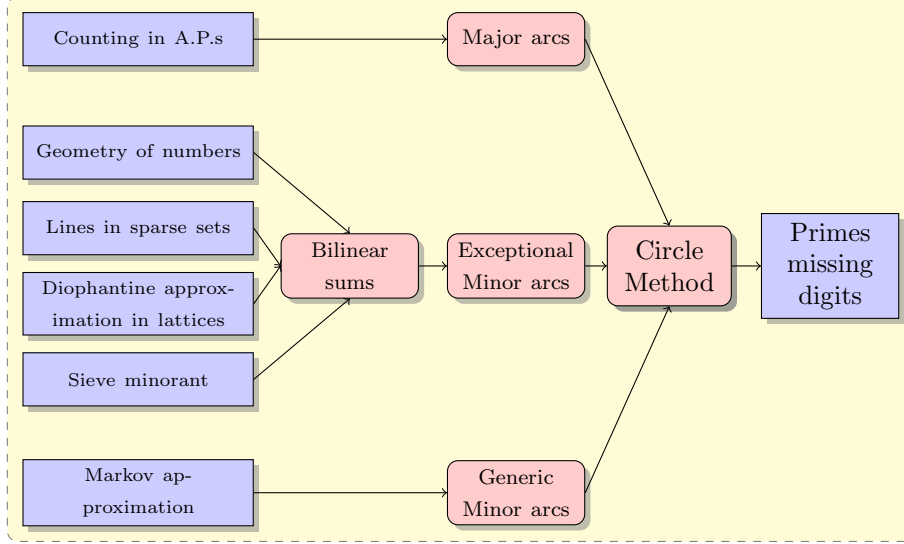 Counting in A.P.s
Major arcs
Geometry of numbers
Lines in sparse sets
Diophantine approx-
imation in lattices
Sieve minorant
Bilinear
sums
Exceptional
Minor arcs
Circle
Method
Primes
missing
digits
Markov ap-
proximation
Generic
Minor arcs